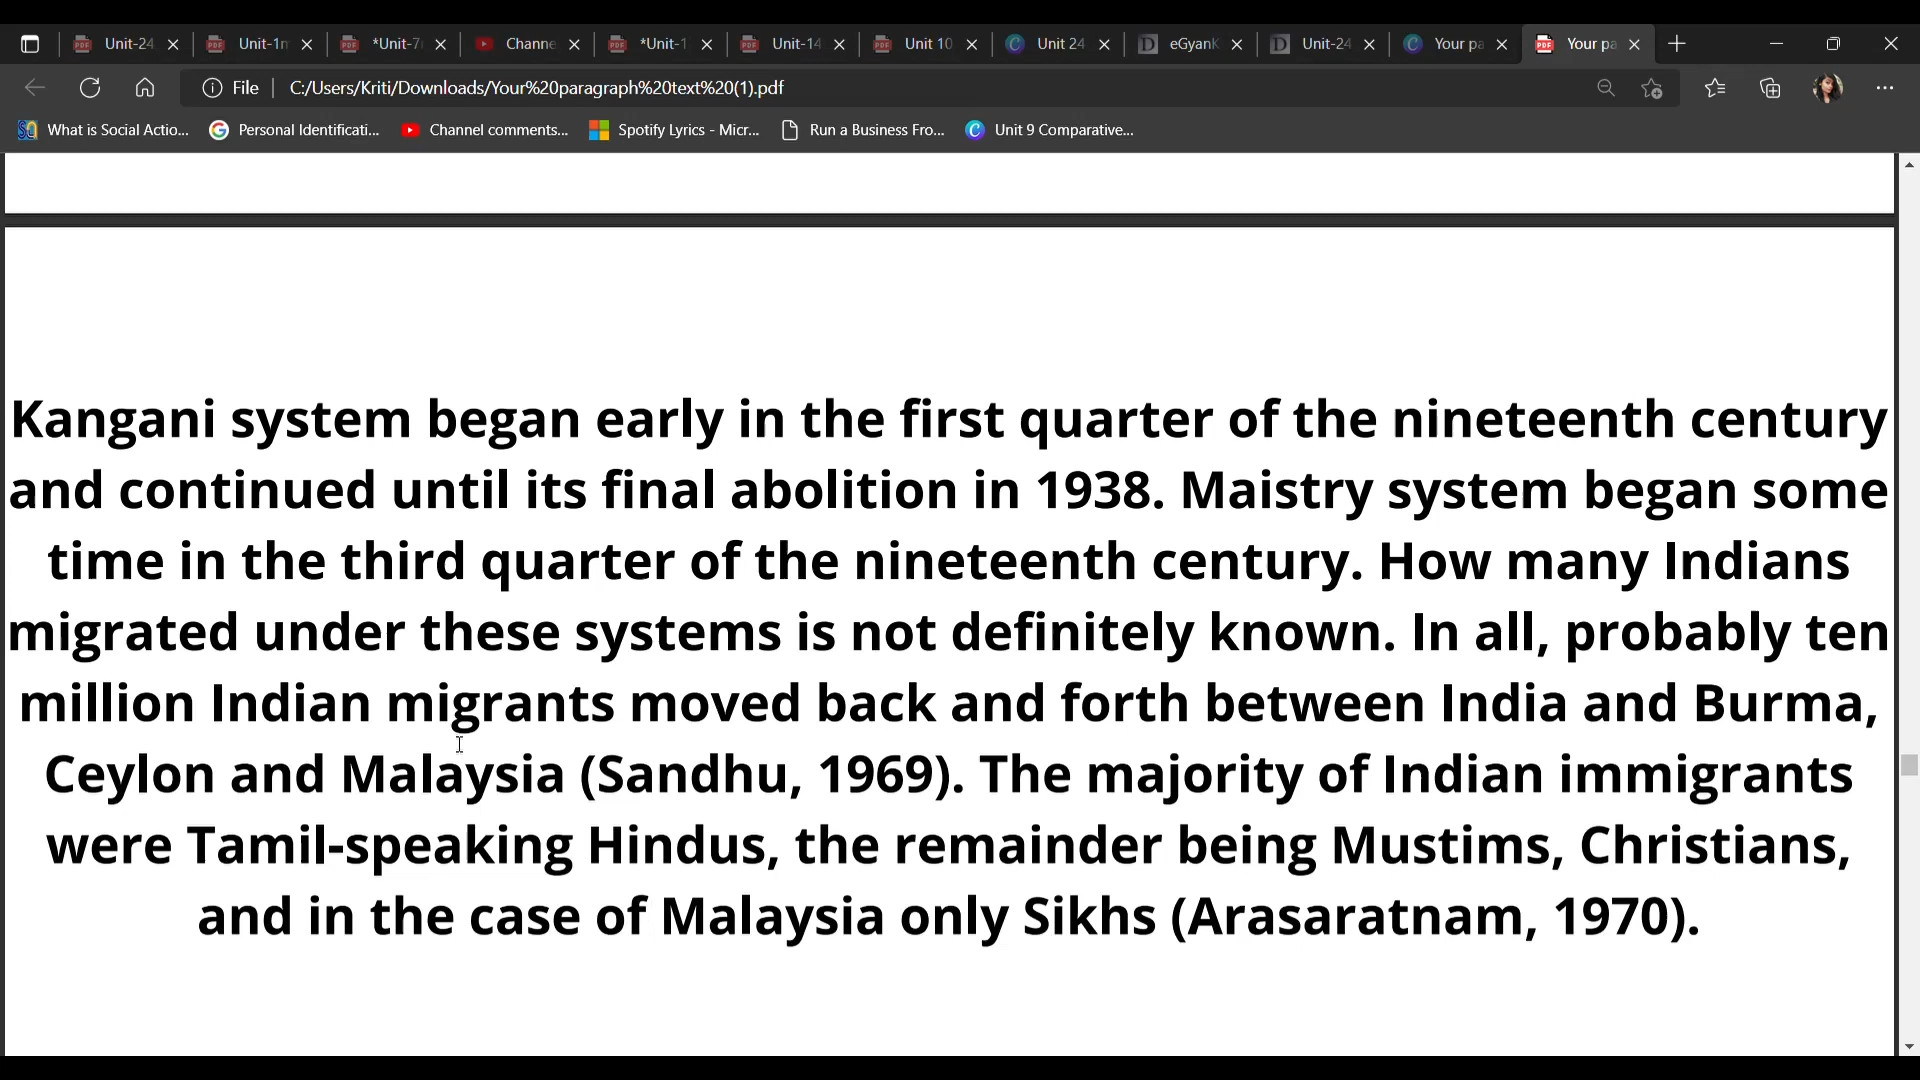 Unit-24
Unit-1
*Unit-7
Channe
*Unit-1
Unit-14
Unit 10
Unit 24
eGyanK
Unit-24
Your pa
Your pa
File
C:/Users/Kriti/Downloads/Your%20paragraph%20text%20(1).pdf
What is Social Actio...
Personal Identificati...
Channel comments...
Spotify Lyrics - Micr...
Run a Business Fro...
Unit 9 Comparative...
Kangani system began early in the first quarter of the nineteenth century
and continued until its final abolition in 1938. Maistry system began some
time in the third quarter of the nineteenth century. How many Indians
migrated under these systems is not definitely known. In all, probably ten
million Indian migrants moved back and forth between India and Burma,
Ceylon and Malaysia (Sandhu, 1969). The majority of Indian immigrants
were Tamil-speaking Hindus, the remainder being Mustims, Christians,
and in the case of Malaysia only Sikhs (Arasaratnam, 1970).